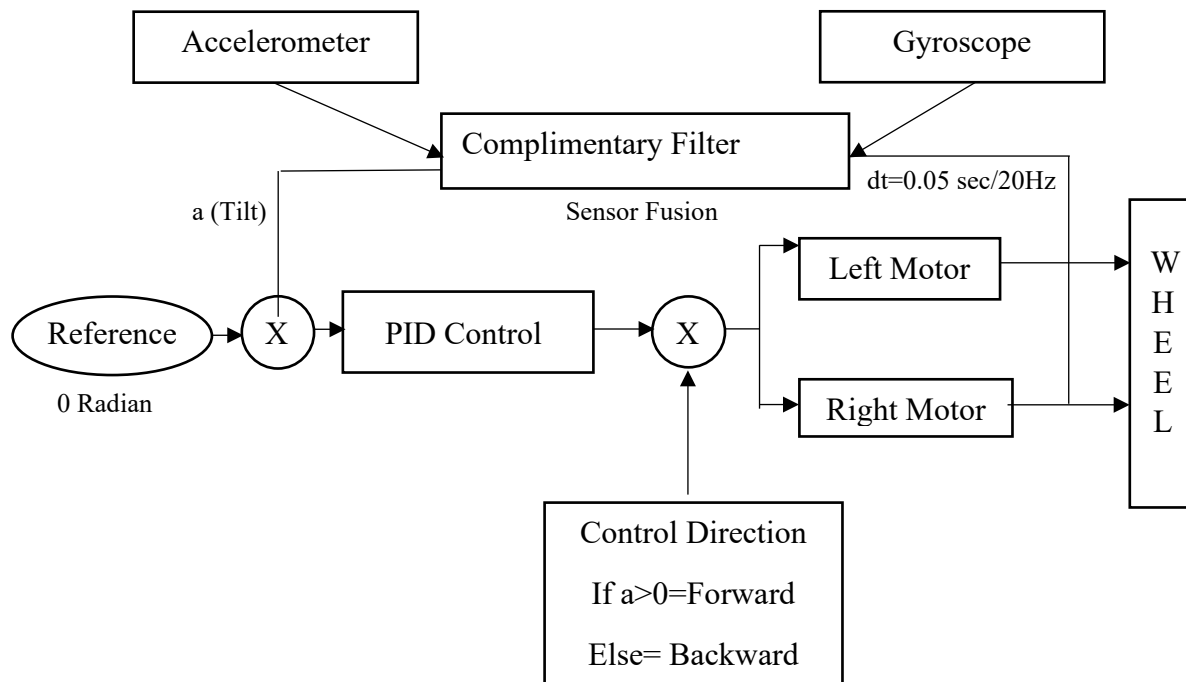 Accelerometer
Gyroscope
Complimentary Filter
dt=0.05 sec/20Hz
a (Tilt)
Sensor Fusion
Left Motor
W
H
E
E
L
Reference
X
PID Control
X
0 Radian
Right Motor
Control Direction
If a>0=Forward
Else= Backward